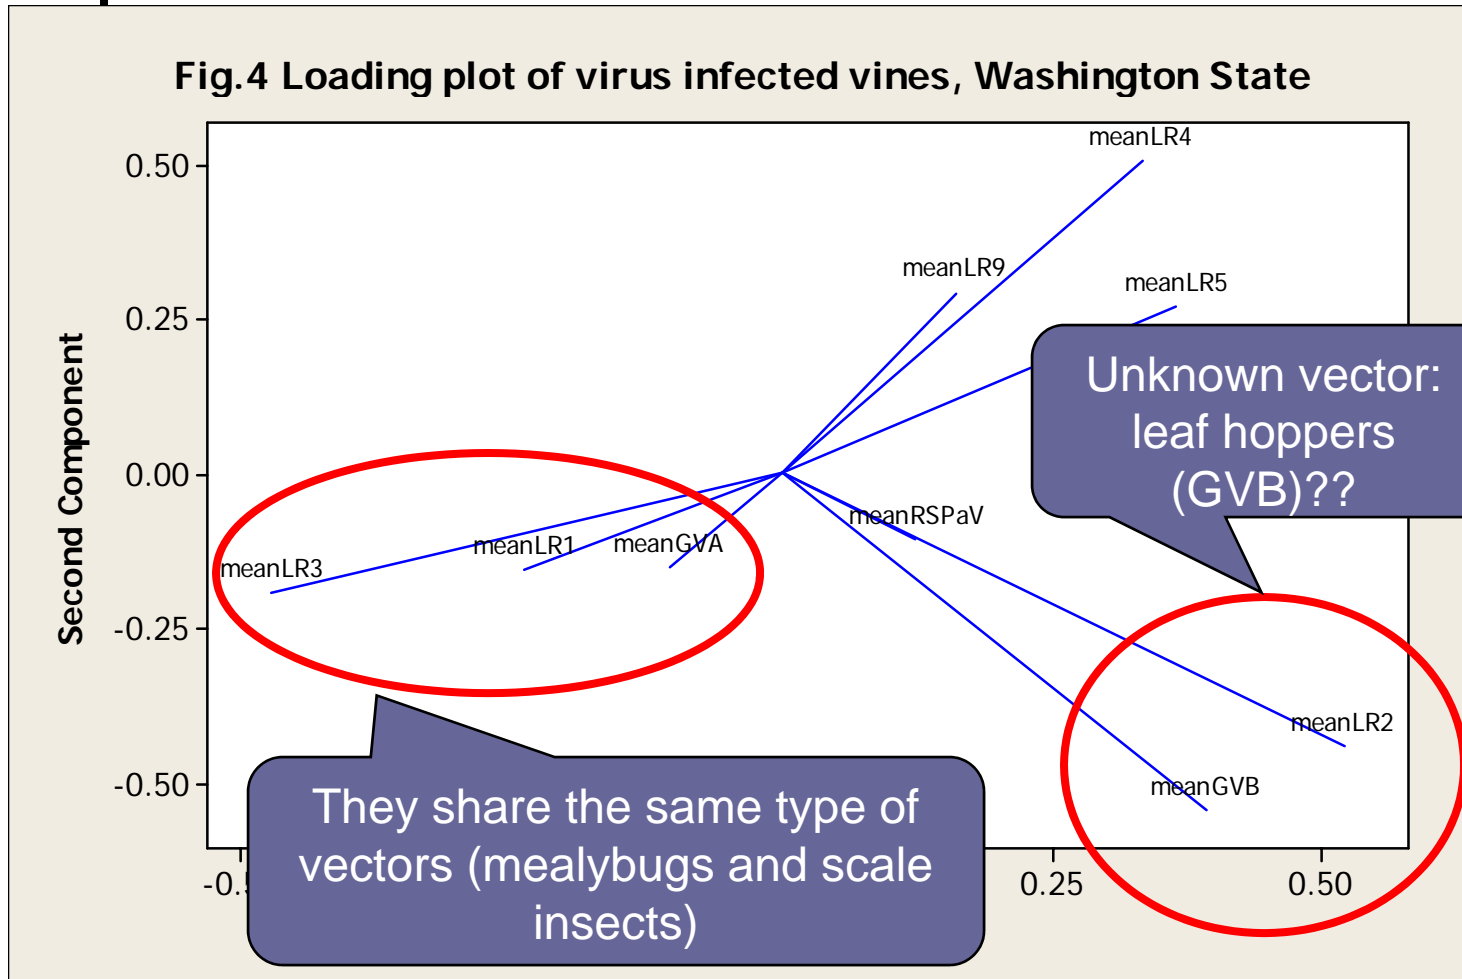 Fig.4 Loading plot of virus infected vines, Washington State
meanLR4
0.50
meanLR9
meanLR5
0.25
Unknown vector:
leaf hoppers
(GVB)??
Second Component
0.00
meanRSPaV
meanLR1
meanGVA
meanLR3
-0.25
meanLR2
-0.50
meanGVB
They share the same type of
vectors (mealybugs and scale
insects)
0.25
0.50